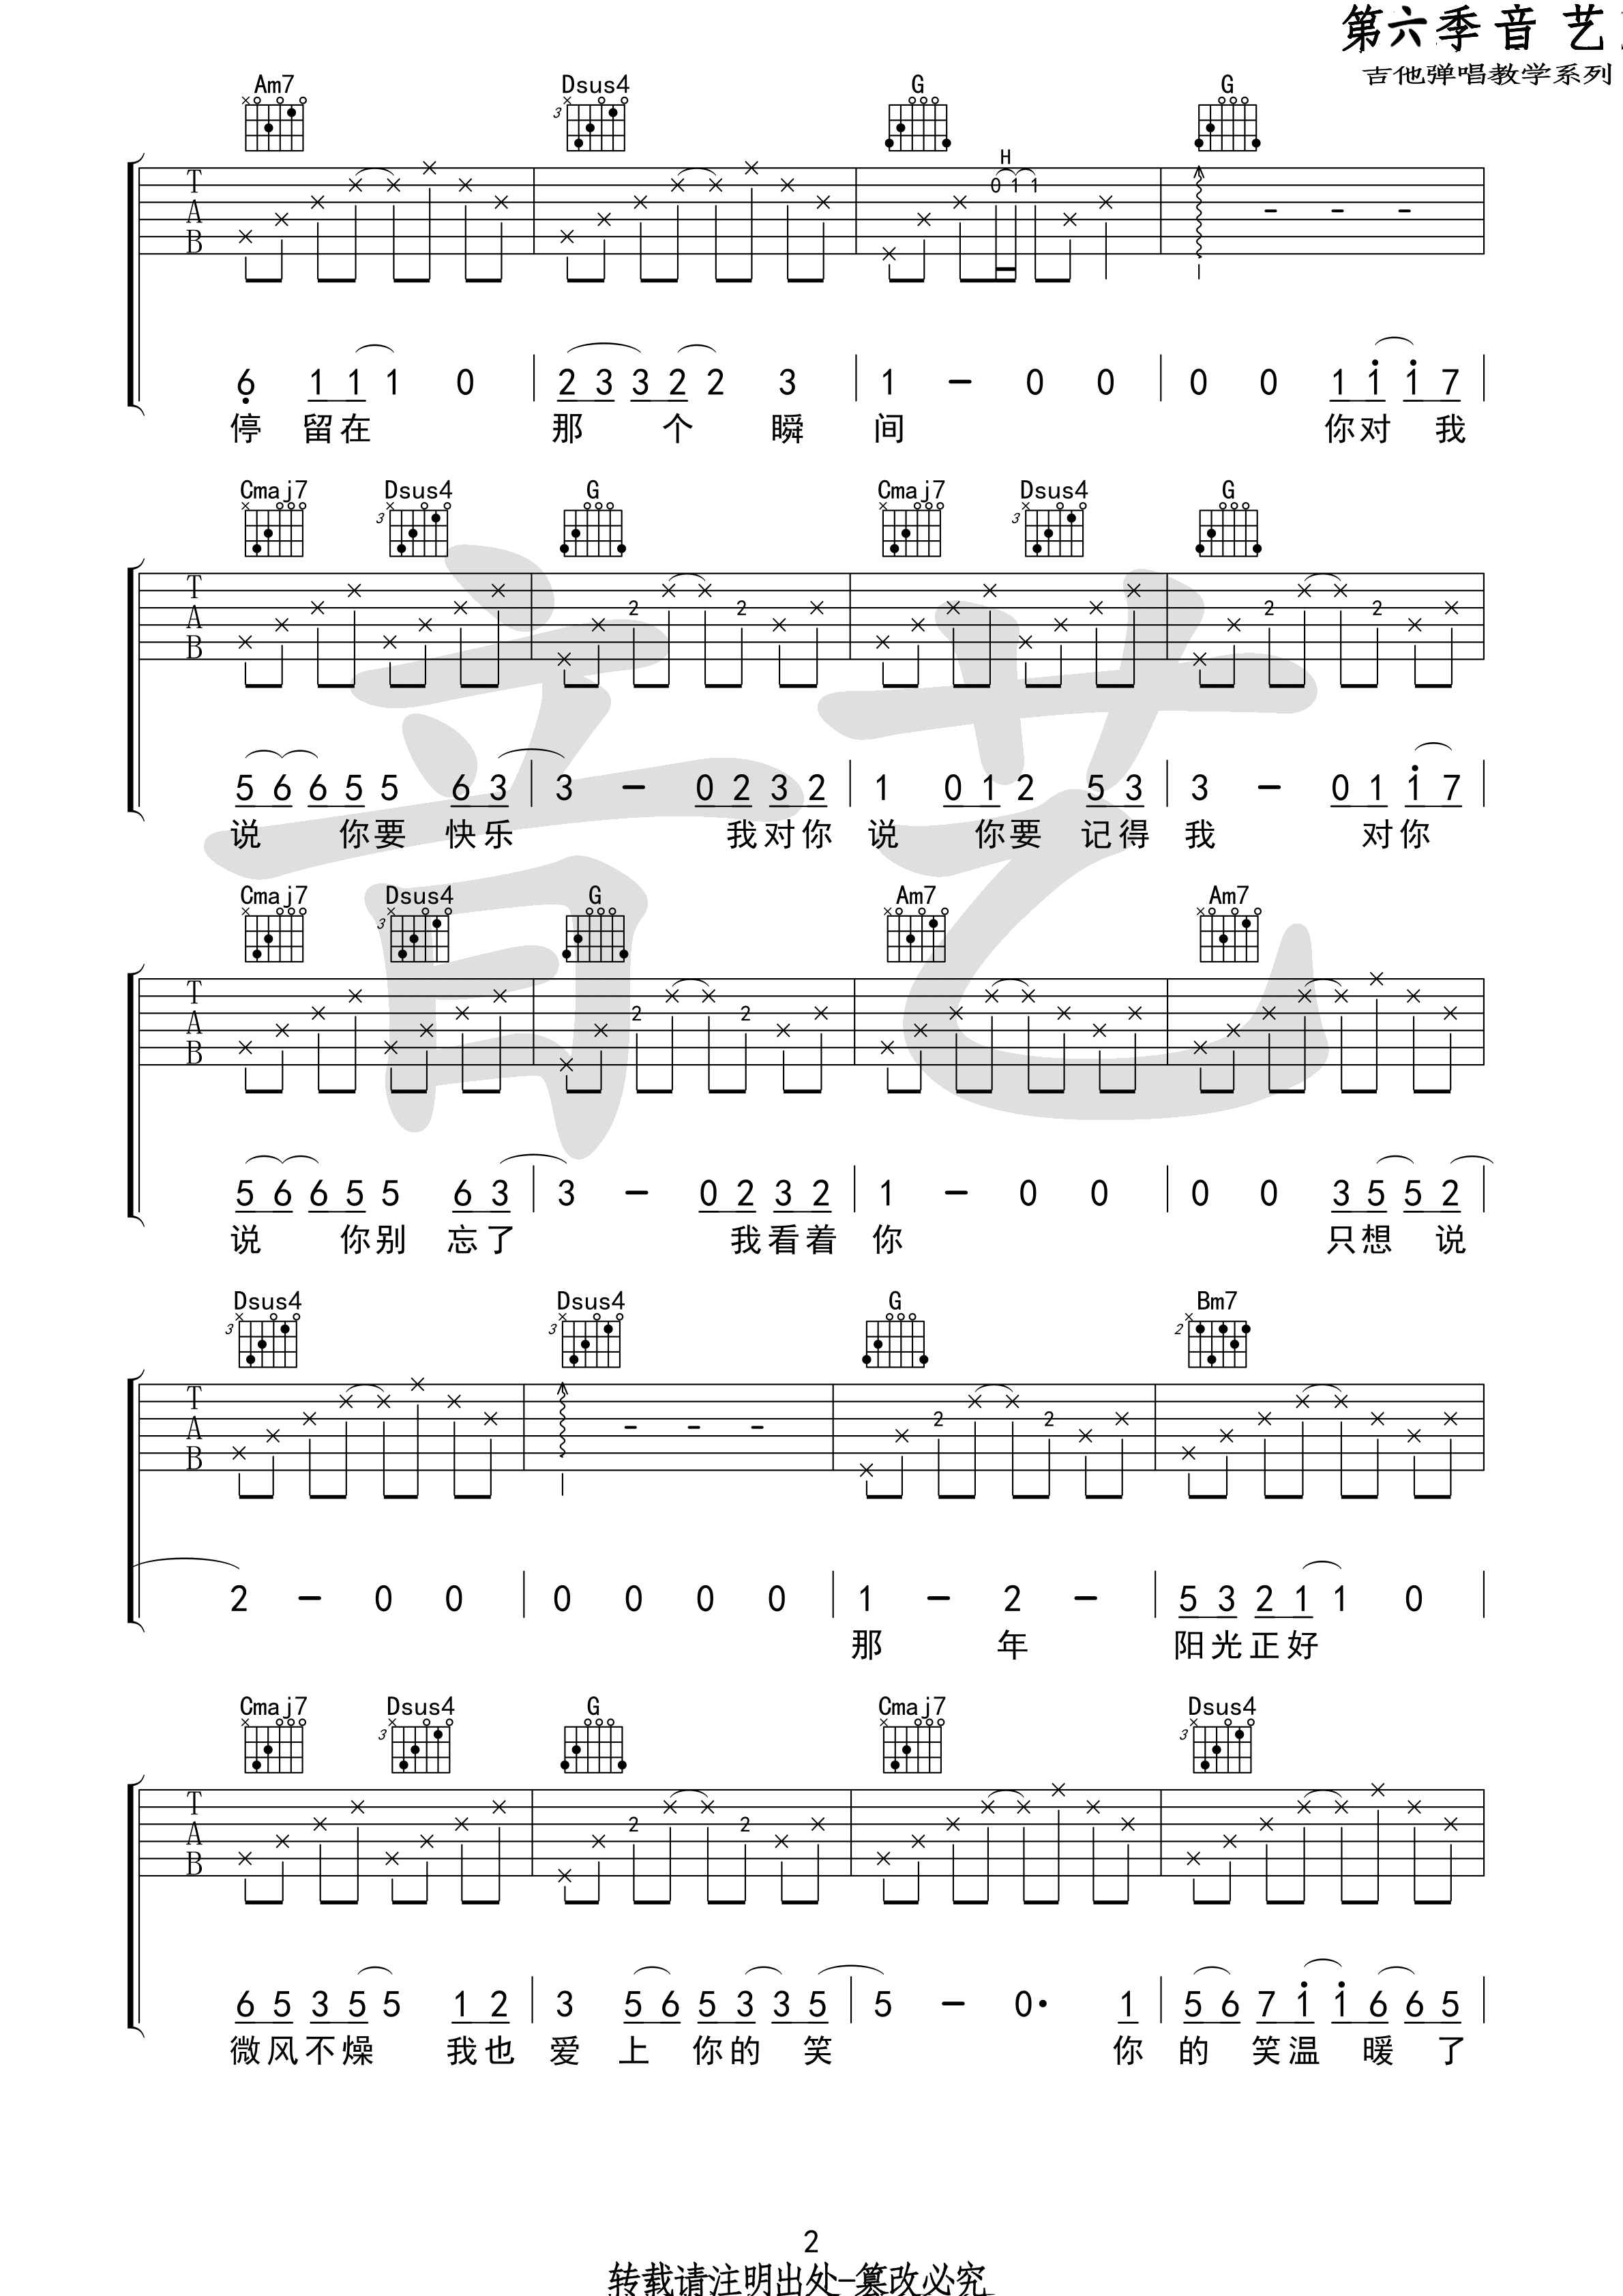 第六季音 艺
吉他弹唱教学系列
Am7 Dsus4 G G
3
H
T 0 1 1
A - - -
B
6 1 1 1 0 2 3 3 2 2 3 1 - 0 0 0 0 1 1 1 7
停 留在 那 个 瞬 间 你对 我
Cmaj7 Dsus4 G Cmaj7 Dsus4 G
3 3
T
A 2 2 2 2
B
5 6 6 5 5 6 3 3 - 0 2 3 2 1 0 1 2 5 3 3 - 0 1 1 7
说 你要 快乐 我对你 说 你要 记得 我 对你
Cmaj7 Dsus4 G Am7 Am7
3
T
A 2 2
B
5 6 6 5 5 6 3 3 - 0 2 3 2 1 - 0 0 0 0 3 5 5 2
说 你别 忘了 我看着 你 只想 说
Dsus4 Dsus4 G Bm7
3 3 2
T
A - - - 2 2
B
2 - 0 0 0 0 0 0 1 - 2 - 5 3 2 1 1 0
那 年 阳光正好
Cmaj7 Dsus4 G Cmaj7 Dsus4
3 3
T
A 2 2
B
6 5 3 5 5 1 2 3 5 6 5 3 3 5 5 - 0· 1 5 6 7 1 1 6 6 5
微风不燥 我也 爱 上 你的 笑 你 的 笑温 暖 了
音艺
2
转载请注明出处-篡改必究